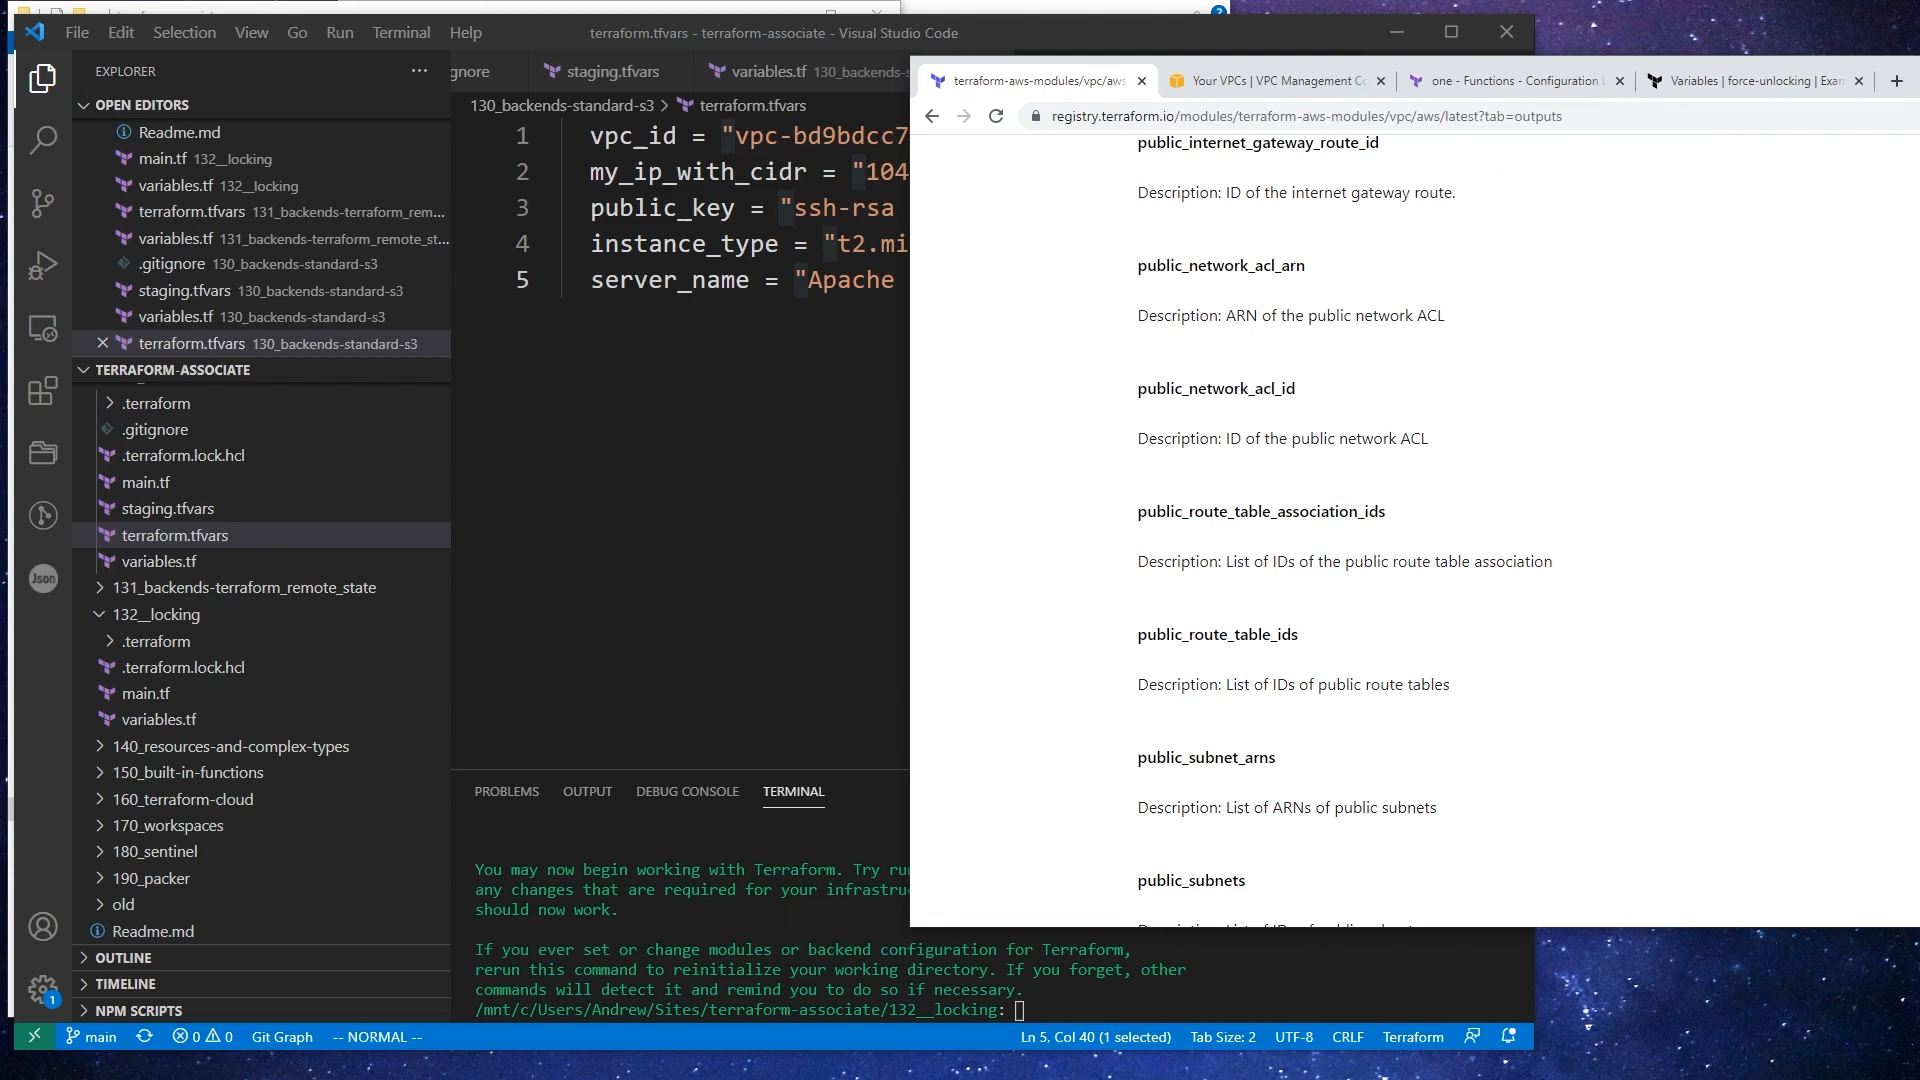 File Edit Selection View Go Run Terminal Help
terraform.tfvars - terraform-associate - Visual Studio Code
EXPLORER
OPEN EDITORS
Readme.md
main.tf 132__locking
variables.tf 132__locking
terraform.tfvars 131_backends-terraform_rem...
variables.tf 131_backends-terraform_remote_st...
.gitignore 130_backends-standard-s3
staging.tfvars 130_backends-standard-s3
variables.tf 130_backends-standard-s3
terraform.tfvars 130_backends-standard-s3
TERRAFORM-ASSOCIATE
.terraform
.gitignore
.terraform.lock.hcl
main.tf
staging.tfvars
terraform.tfvars
variables.tf
131_backends-terraform_remote_state
132__locking
.terraform
.terraform.lock.hcl
main.tf
variables.tf
140_resources-and-complex-types
150_built-in-functions
160_terraform-cloud
170_workspaces
180_sentinel
190_packer
old
Readme.md
OUTLINE
TIMELINE
NPM SCRIPTS
Json
1
gnore staging.tfvars variables.tf 130_backends-s
130_backends-standard-s3 > terraform.tfvars
1 vpc_id = "vpc-bd9bdcc7
2 my_ip_with_cidr = "104
3 public_key = "ssh-rsa
4 instance_type = "t2.mi
5 server_name = "Apache
PROBLEMS OUTPUT DEBUG CONSOLE TERMINAL
You may now begin working with Terraform. Try ru
any changes that are required for your infrastru
should now work.
If you ever set or change modules or backend configuration for Terraform,
rerun this command to reinitialize your working directory. If you forget, other
commands will detect it and remind you to do so if necessary.
/mnt/c/Users/Andrew/Sites/terraform-associate/132__locking:
main 0 0 Git Graph -- NORMAL -- Ln 5, Col 40 (1 selected) Tab Size: 2 UTF-8 CRLF Terraform
terraform-aws-modules/vpc/aws Your VPCs | VPC Management Co one - Functions - Configuration L Variables | force-unlocking | Exam
registry.terraform.io/modules/terraform-aws-modules/vpc/aws/latest?tab=outputs
public_internet_gateway_route_id
Description: ID of the internet gateway route.
public_network_acl_arn
Description: ARN of the public network ACL
public_network_acl_id
Description: ID of the public network ACL
public_route_table_association_ids
Description: List of IDs of the public route table association
public_route_table_ids
Description: List of IDs of public route tables
public_subnet_arns
Description: List of ARNs of public subnets
public_subnets